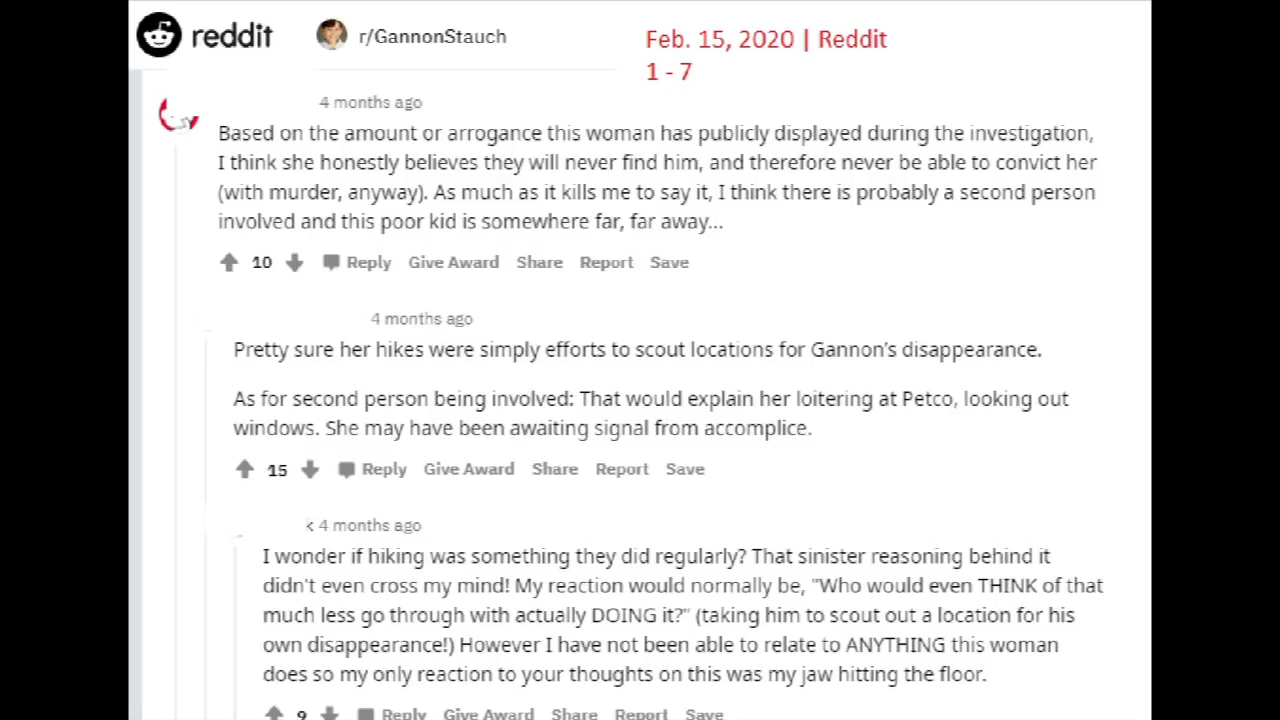 reddit r/GannonStauch Feb. 15, 2020 | Reddit
1 - 7
4 months ago
Based on the amount or arrogance this woman has publicly displayed during the investigation,
I think she honestly believes they will never find him, and therefore never be able to convict her
(with murder, anyway). As much as it kills me to say it, I think there is probably a second person
involved and this poor kid is somewhere far, far away...
10 Reply Give Award Share Report Save
4 months ago
Pretty sure her hikes were simply efforts to scout locations for Gannon's disappearance.
As for second person being involved: That would explain her loitering at Petco, looking out
windows. She may have been awaiting signal from accomplice.
15 Reply Give Award Share Report Save
4 months ago
I wonder if hiking was something they did regularly? That sinister reasoning behind it
didn't even cross my mind! My reaction would normally be, "Who would even THINK of that
much less go through with actually DOING it?" (taking him to scout out a location for his
own disappearance!) However I have not been able to relate to ANYTHING this woman
does so my only reaction to your thoughts on this was my jaw hitting the floor.
9 Reply Give Award Share Report Save